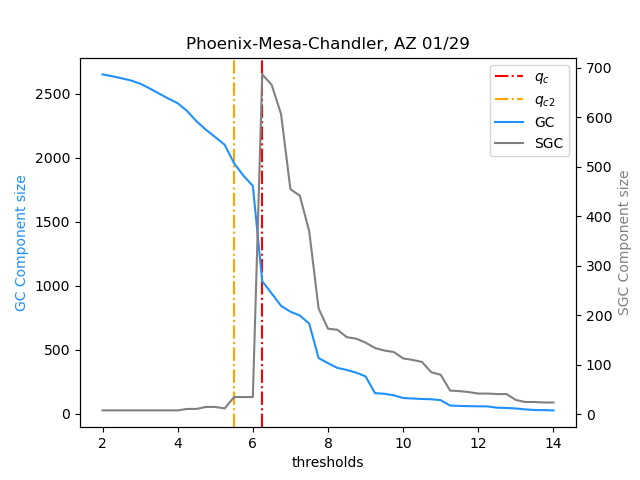 Phoenix-Mesa-Chandler, AZ 01/29
GC Component size
2500
2000
1500
1000
500
0
700
600
500
400
300
200
100
0
SGC Component size
q_c
q_c2
GC
SGC
2 4 6 8 10 12 14
thresholds